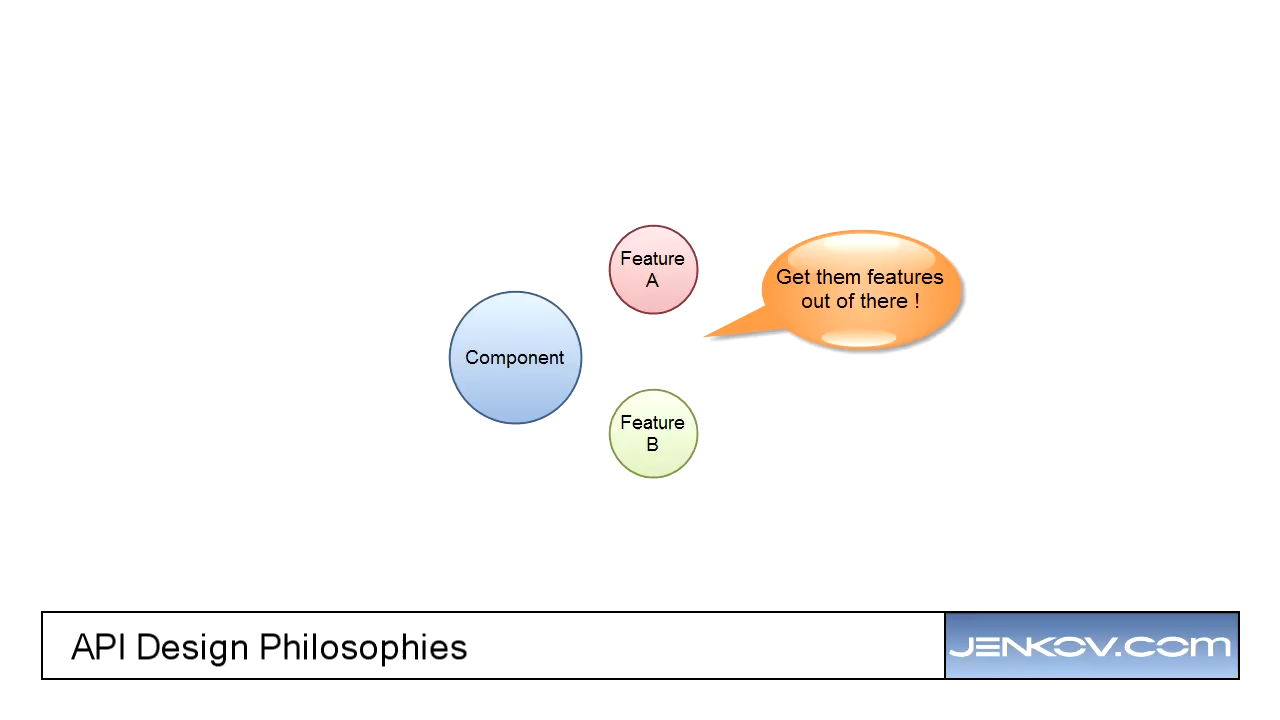 Feature
A
Get them features
out of there !
Component
Feature
B
API Design Philosophies
JENKOV.COM